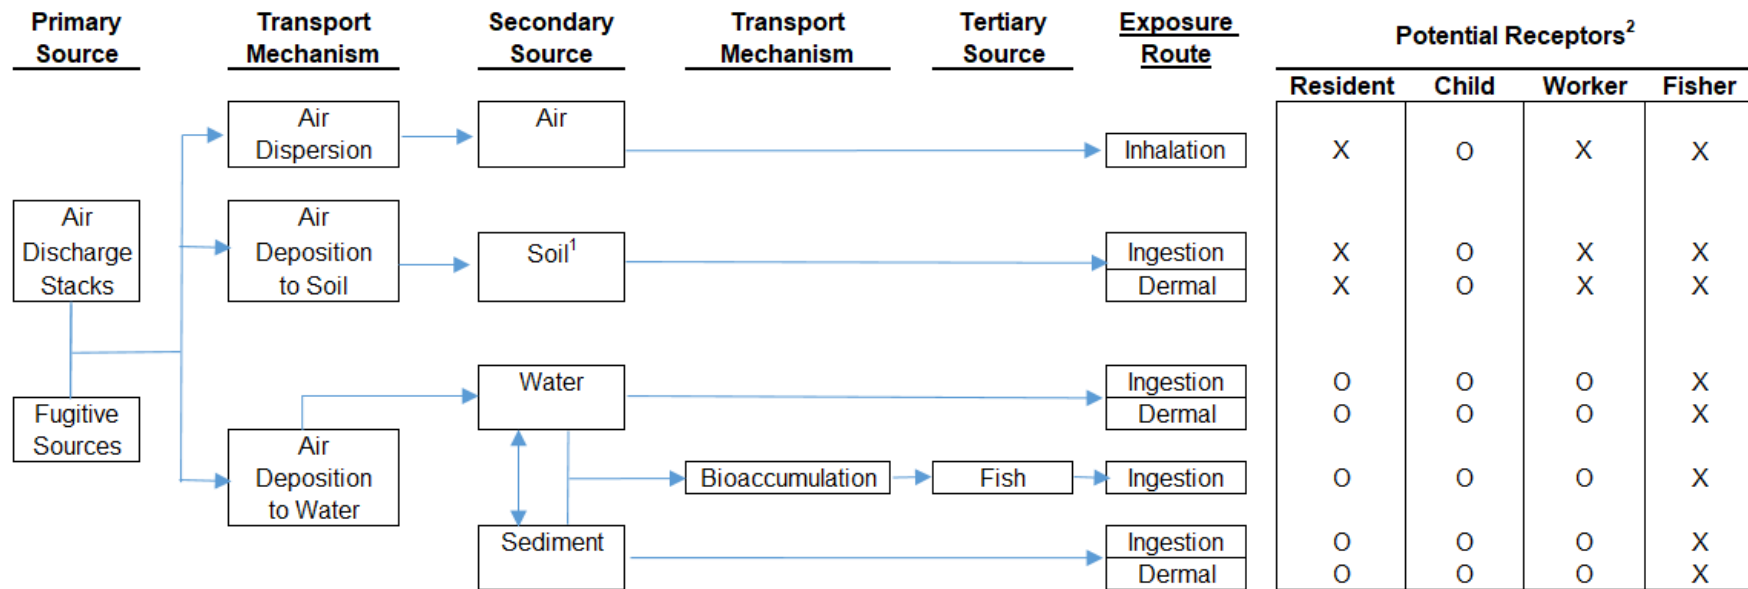 Primary Source
Transport Mechanism
Secondary Source
Transport Mechanism
Tertiary Source
Exposure Route
Potential Receptors²
Resident Child Worker Fisher
Air Dispersion
Air
Inhalation X O X X
Air Discharge Stacks
Air Deposition to Soil
Soil¹
Ingestion X O X X
Dermal X O X X
Fugitive Sources
Air Deposition to Water
Water
Ingestion O O O X
Dermal O O O X
Bioaccumulation
Fish
Ingestion O O O X
Sediment
Ingestion O O O X
Dermal O O O X